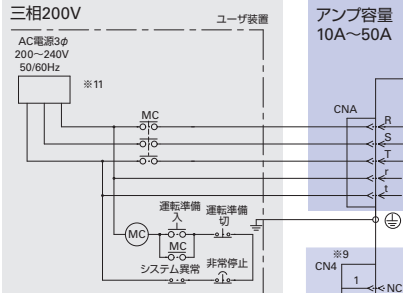 三相200V
ユーザ装置
AC電源3φ
200～240V
50/60Hz
※11
MC
運転準備
入
運転準備
切
MC
MC
システム異常
非常停止
アンプ容量
10A～50A
CNA
R
S
T
r
t
※9
CN4
1
NC